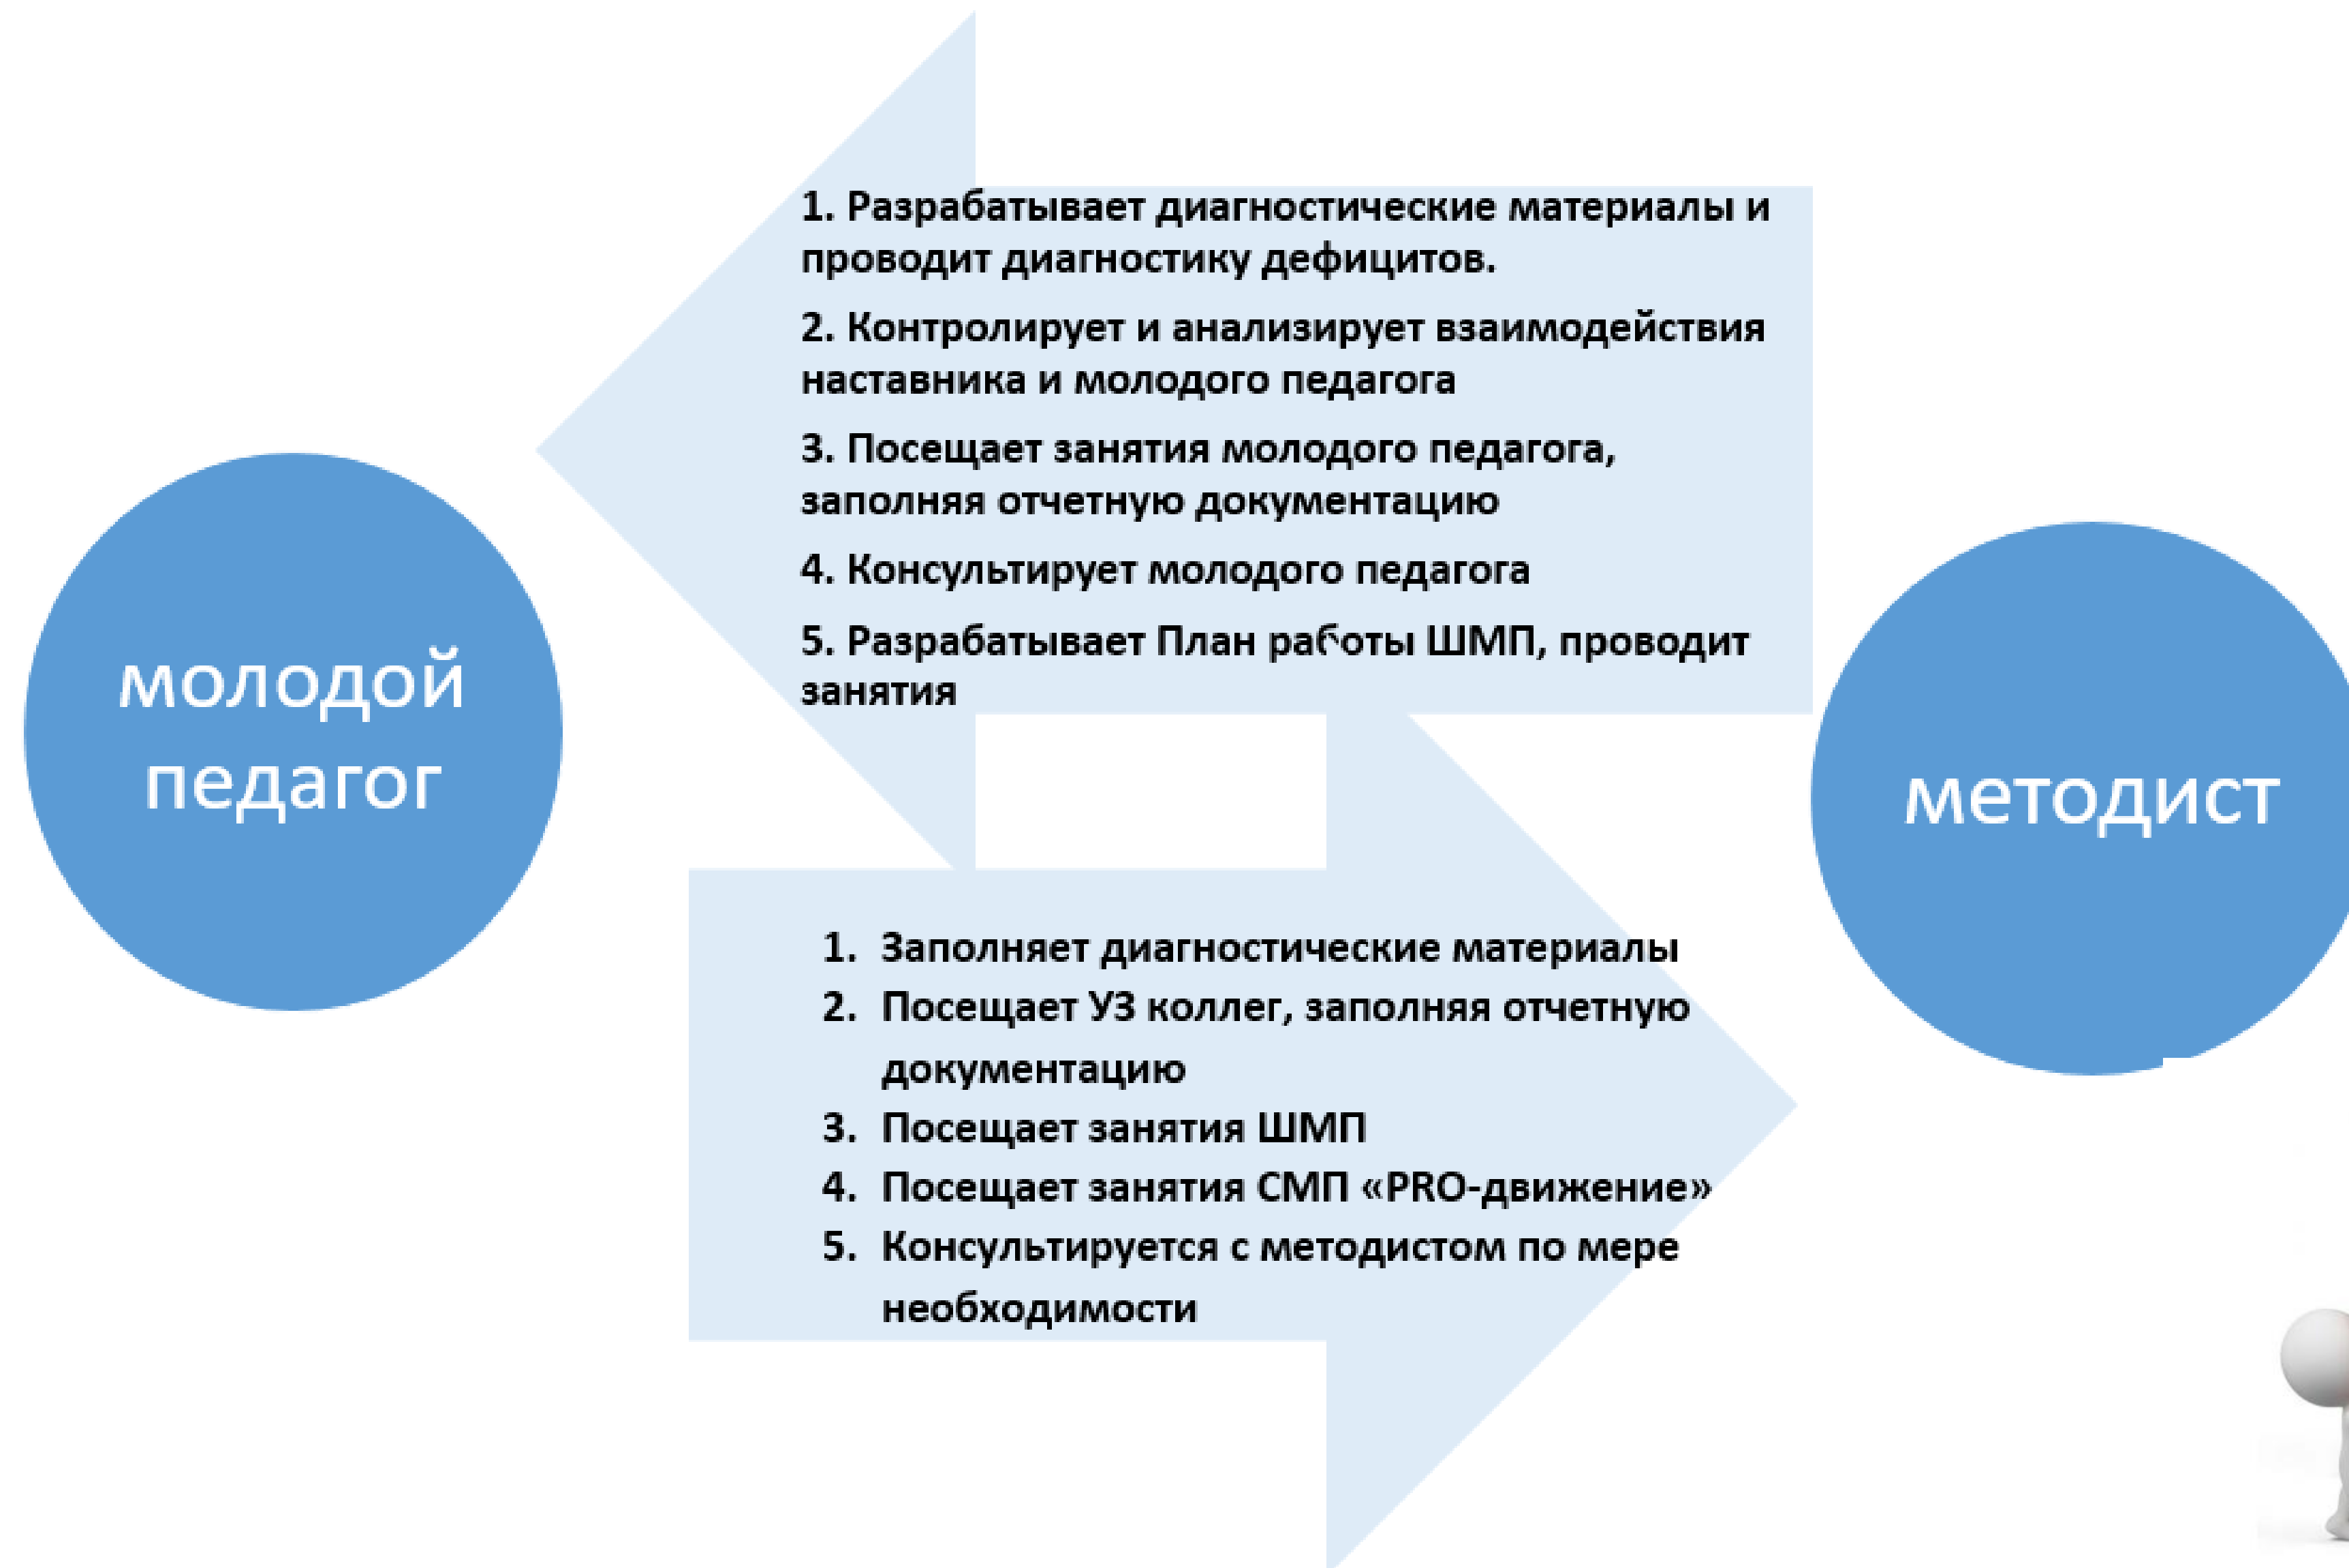 1. Разрабатывает диагностические материалы и
проводит диагностику дефицитов.
2. Контролирует и анализирует взаимодействия
наставника и молодого педагога
3. Посещает занятия молодого педагога,
заполняя отчетную документацию
4. Консультирует молодого педагога
5. Разрабатывает План работы ШМП, проводит
занятия
молодой
педагог
методист
1. Заполняет диагностические материалы
2. Посещает УЗ коллег, заполняя отчетную
документацию
3. Посещает занятия ШМП
4. Посещает занятия СМП «PRO-движение»
5. Консультируется с методистом по мере
необходимости